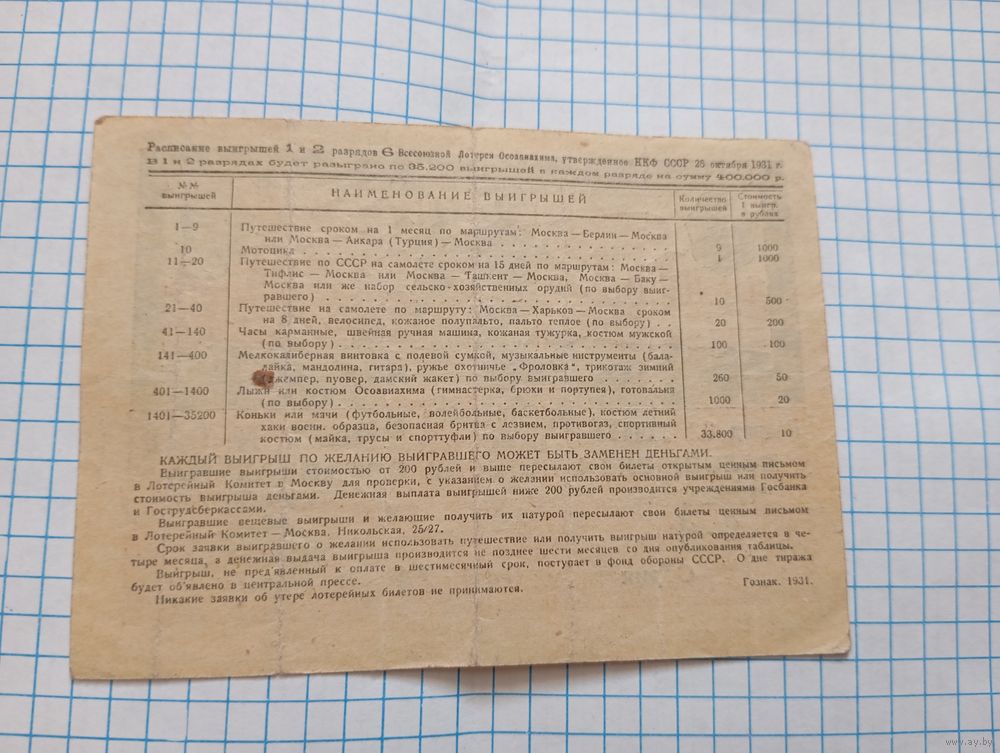 Расписание выигрышей 1 и 2 разрядов 6 Всесоюзной Лотереи Осоавиахима, утвержденное НКФ СССР 28 октября 1931 г.
В 1 и 2 разрядах будет разыграно по 35.200 выигрышей в каждом разряде на сумму 400.000 р.
№№ выигрышей
НАИМЕНОВАНИЕ ВЫИГРЫШЕЙ
Количество выигрышей
Стоимость 1 выигр. в рублях
1—9 Путешествие сроком на 1 месяц по маршрутам: Москва—Берлин—Москва
или Москва—Анкара (Турция)—Москва . . . 9 1000
10 Мотоцикл . . . 1 1000
11—20 Путешествие по СССР на самолете сроком на 15 дней по маршрутам: Москва—
Тифлис — Москва или Москва — Ташкент — Москва, Москва — Баку—
Москва или же набор сельско-хозяйственных орудий (по выбору выиг-
равшего) . . . 10 500
21—40 Путешествие на самолете по маршруту: Москва—Харьков—Москва сроком
на 8 дней, велосипед, кожаное полупальто, пальто теплое (по выбору) . . 20 200
41—140 Часы карманные, швейная ручная машина, кожаная тужурка, костюм мужской
(по выбору) . . . 100 100
141—400 Мелкокалиберная винтовка с полевой сумкой, музыкальные инструменты (бала-
лайка, мандолина, гитара), ружье охотничье „Фроловка“, трикотаж зимний
(джемпер, пуовер, дамский жакет) по выбору выигравшего . . . 260 50
401—1400 Лыжи или костюм Осоавиахима (гимнастерка, брюки и портупея), готовальня
(по выбору) . . . 1000 20
1401—35200 Коньки или мячи (футбольные, волейбольные, баскетбольные), костюм летний
хаки военн. образца, безопасная бритва с лезвием, противогаз, спортивный
костюм (майка, трусы и спорттуфли) по выбору выигравшего . . . 33.800 10
КАЖДЫЙ ВЫИГРЫШ ПО ЖЕЛАНИЮ ВЫИГРАВШЕГО МОЖЕТ БЫТЬ ЗАМЕНЕН ДЕНЬГАМИ.
Выигравшие выигрыши стоимостью от 200 рублей и выше пересылают свои билеты открытым ценным письмом
в Лотерейный Комитет в Москву для проверки, с указанием о желании использовать основной выигрыш или получить
стоимость выигрыша деньгами. Денежная выплата выигрышей ниже 200 рублей производится учреждениями Госбанка
и Гострудсберкассами.
Выигравшие вещевые выигрыши и желающие получить их натурой пересылают свои билеты ценным письмом
в Лотерейный Комитет—Москва, Никольская, 25/27.
Срок заявки выигравшего о желании использовать путешествие или получить выигрыш натурой определяется в че-
тыре месяца, а денежная выдача выигрыша производится не позднее шести месяцев со дня опубликования таблицы.
Выигрыш, не пред'явленный к оплате в шестимесячный срок, поступает в фонд обороны СССР. О дне тиража
будет об'явлено в центральной прессе.
Гознак. 1931.
Никакие заявки об утере лотерейных билетов не принимаются.
www.ay.by